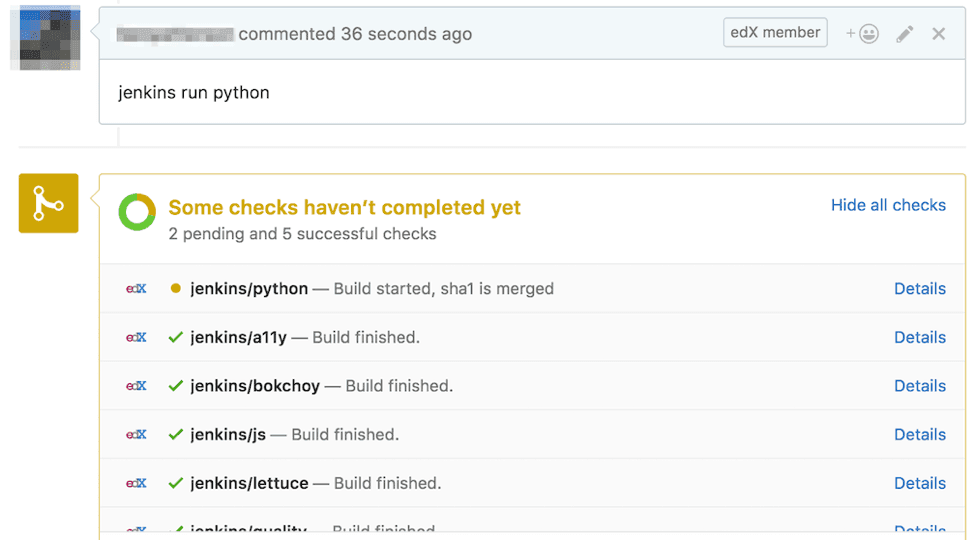 commented 36 seconds ago
edX member
jenkins run python
Some checks haven’t completed yet
Hide all checks
2 pending and 5 successful checks
edX jenkins/python — Build started, sha1 is merged Details
edX jenkins/a11y — Build finished. Details
edX jenkins/bokchoy — Build finished. Details
edX jenkins/js — Build finished. Details
edX jenkins/lettuce — Build finished. Details
edX jenkins/quality — Build finished. Details